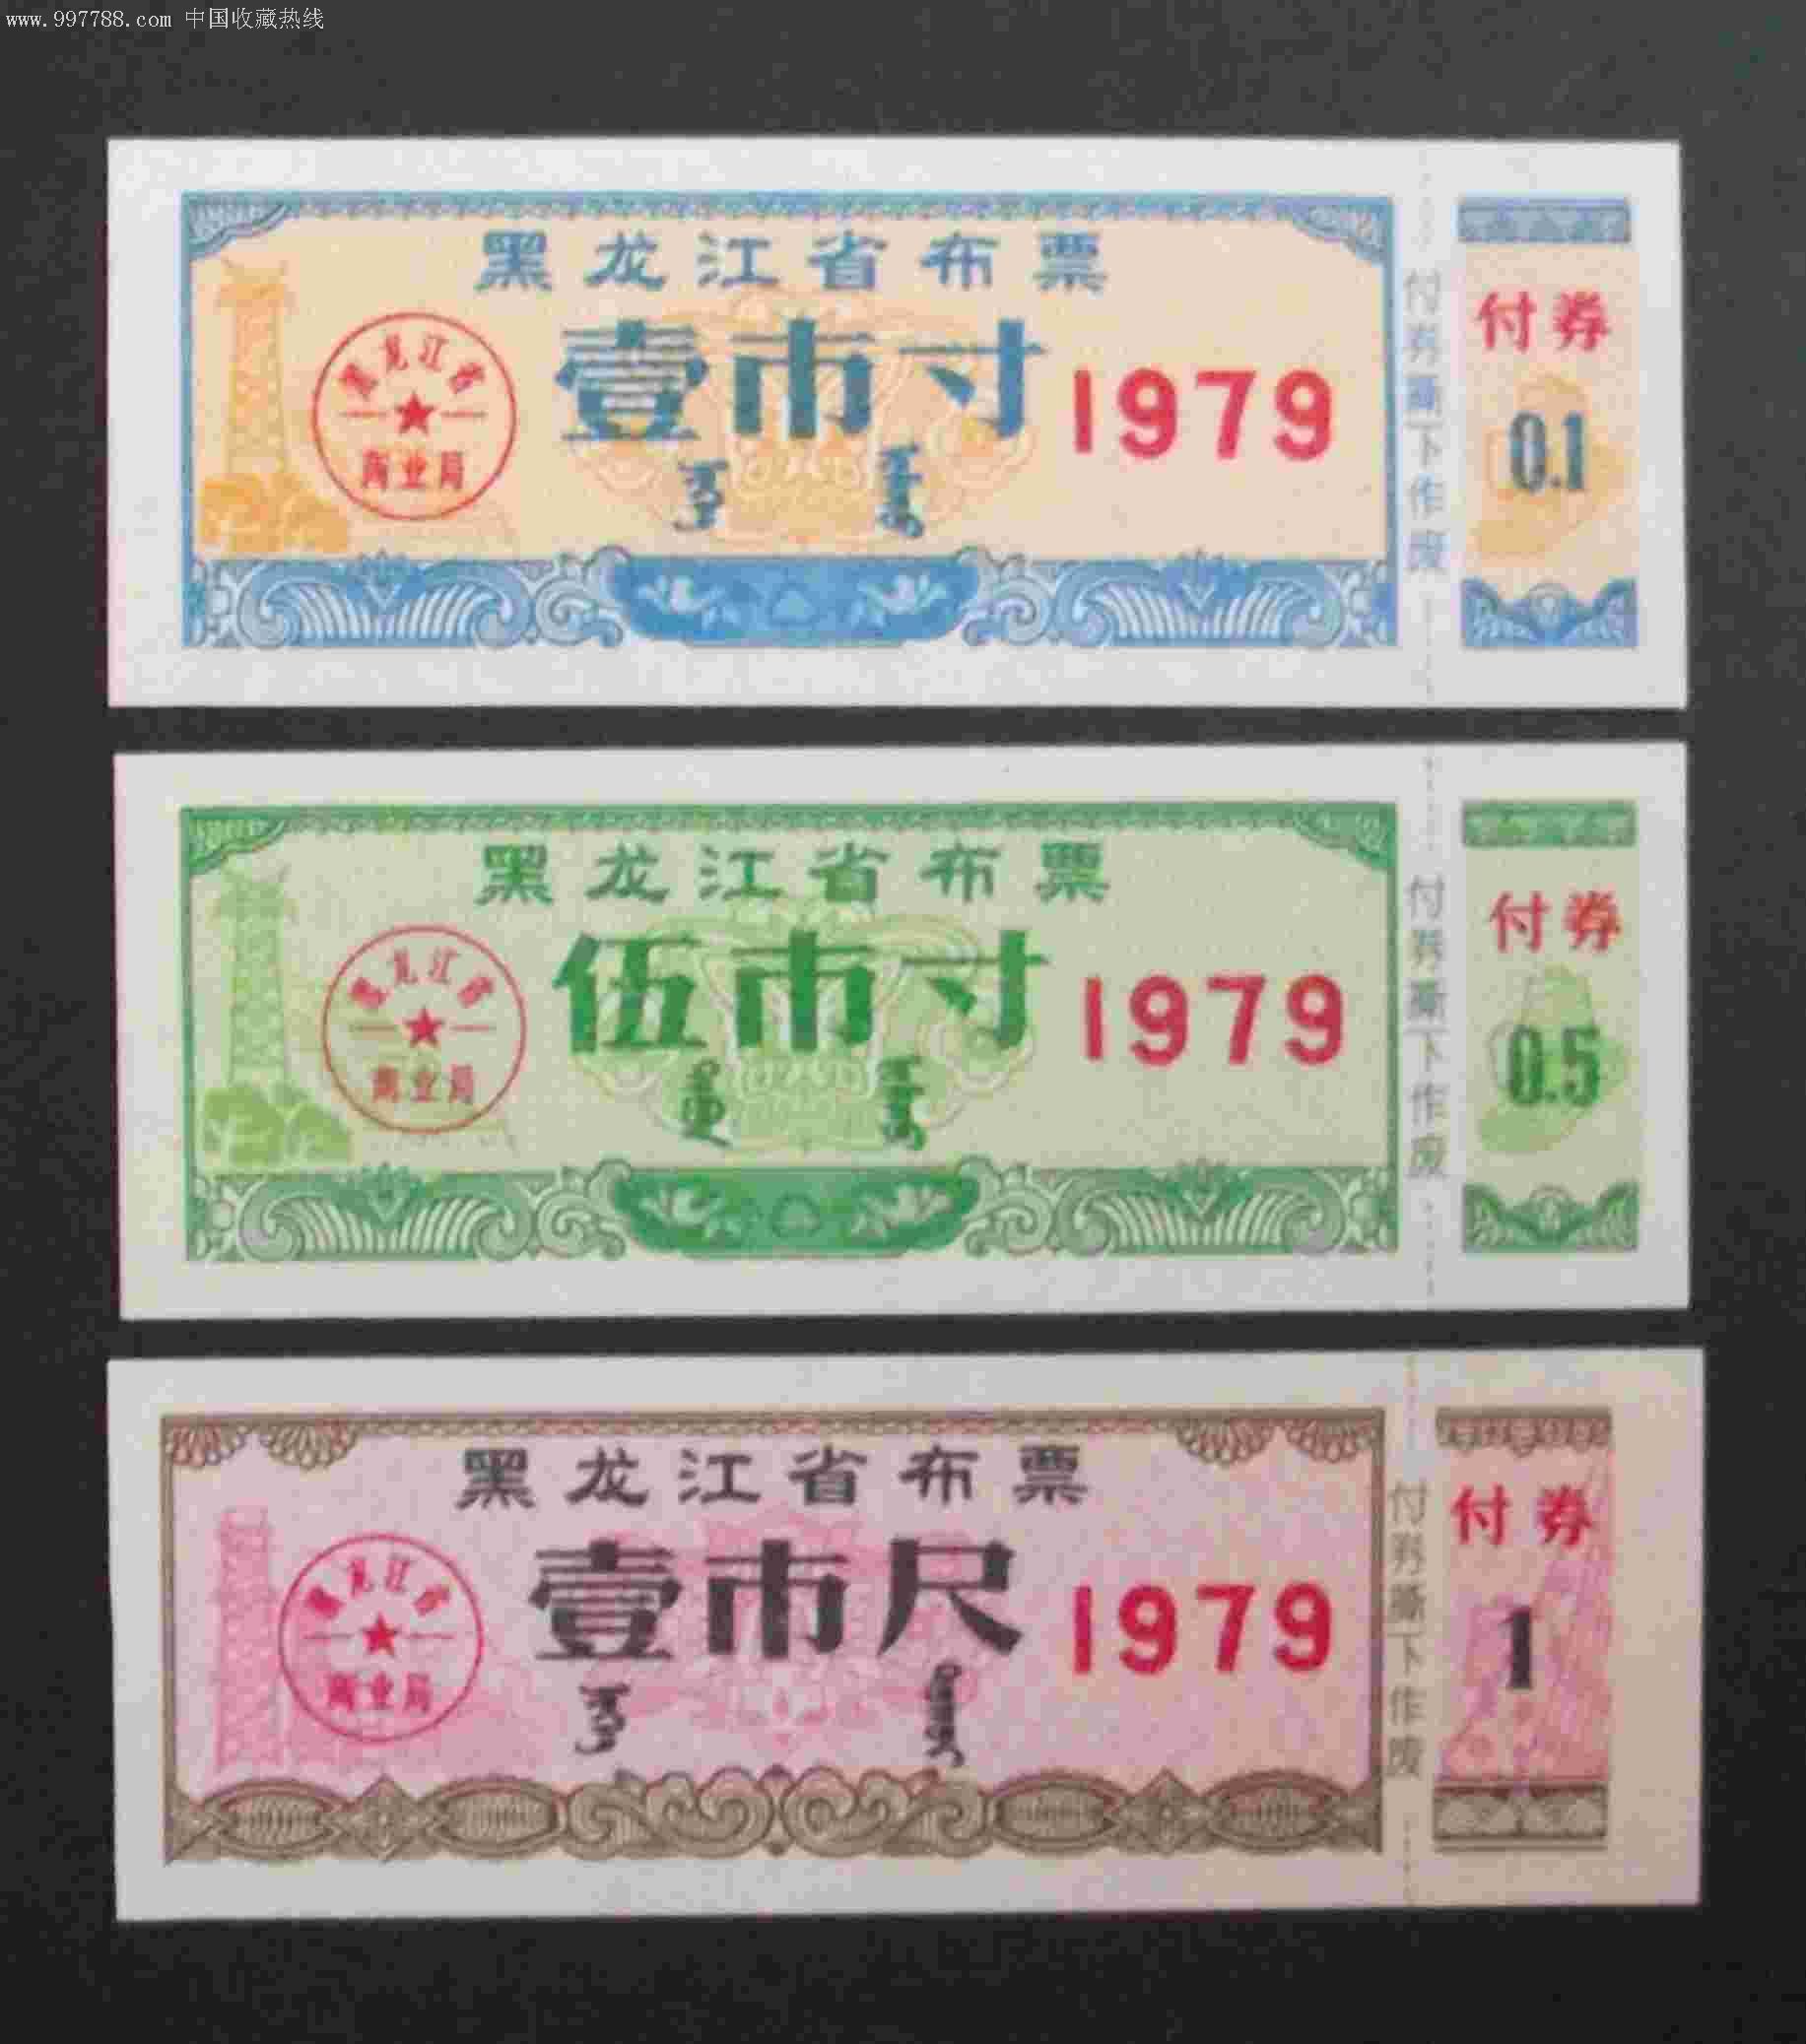 www.997788.com 中国收藏热线
黑龙江省布票
壹市寸
1979
黑龙江省
商业局
付券撕下作废
付券
0.1
黑龙江省布票
伍市寸
1979
黑龙江省
商业局
付券撕下作废
付券
0.5
黑龙江省布票
壹市尺
1979
黑龙江省
商业局
付券撕下作废
付券
1